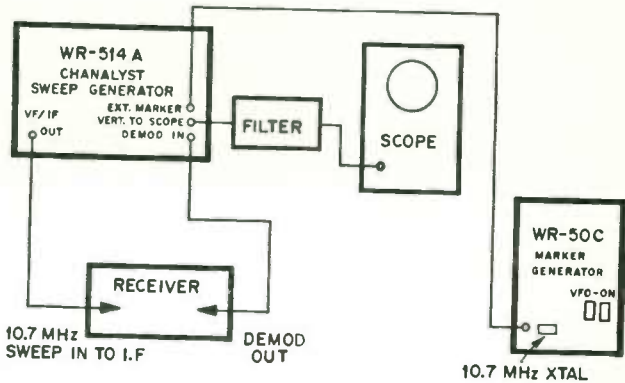 WR-514 A
CHANALYST
SWEEP GENERATOR
EXT. MARKER
VF/IF
VERT. TO SCOPE
OUT
DEMOD IN
FILTER
SCOPE
WR-50C
MARKER
GENERATOR
VFO-ON
RECEIVER
10.7 MHz
SWEEP IN TO I.F
DEMOD
OUT
10.7 MHz XTAL